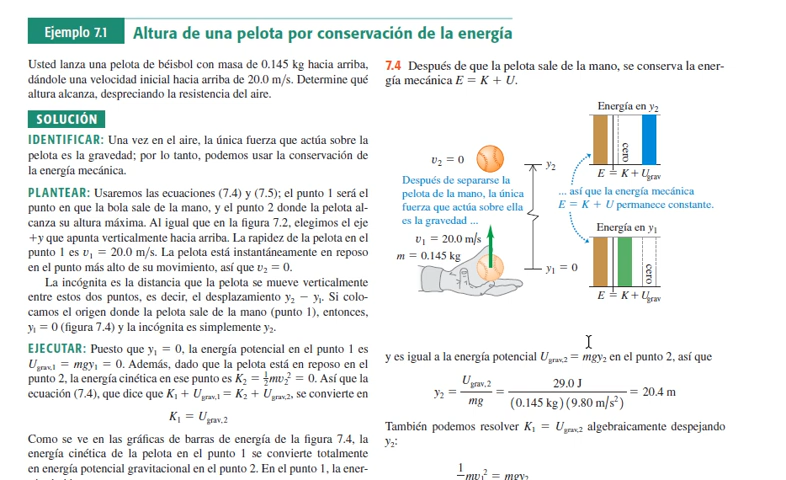 Ejemplo 7.1 Altura de una pelota por conservación de la energía
Usted lanza una pelota de béisbol con masa de 0.145 kg hacia arriba,
dándole una velocidad inicial hacia arriba de 20.0 m/s. Determine qué
altura alcanza, despreciando la resistencia del aire.
SOLUCIÓN
IDENTIFICAR: Una vez en el aire, la única fuerza que actúa sobre la
pelota es la gravedad; por lo tanto, podemos usar la conservación de
la energía mecánica.
PLANTEAR: Usaremos las ecuaciones (7.4) y (7.5); el punto 1 será el
punto en que la bola sale de la mano, y el punto 2 donde la pelota al-
canza su altura máxima. Al igual que en la figura 7.2, elegimos el eje
+y que apunta verticalmente hacia arriba. La rapidez de la pelota en el
punto 1 es υ₁ = 20.0 m/s. La pelota está instantáneamente en reposo
en el punto más alto de su movimiento, así que υ₂ = 0.
La incógnita es la distancia que la pelota se mueve verticalmente
entre estos dos puntos, es decir, el desplazamiento y₂ − y₁. Si colo-
camos el origen donde la pelota sale de la mano (punto 1), entonces,
y₁ = 0 (figura 7.4) y la incógnita es simplemente y₂.
EJECUTAR: Puesto que y₁ = 0, la energía potencial en el punto 1 es
U_grav,1 = mgy₁ = 0. Además, dado que la pelota está en reposo en el
punto 2, la energía cinética en ese punto es K₂ = ½mυ₂² = 0. Así que la
ecuación (7.4), que dice que K₁ + U_grav,1 = K₂ + U_grav,2, se convierte en
K₁ = U_grav,2
Como se ve en las gráficas de barras de energía de la figura 7.4, la
energía cinética de la pelota en el punto 1 se convierte totalmente
en energía potencial gravitacional en el punto 2. En el punto 1, la ener-
7.4 Después de que la pelota sale de la mano, se conserva la ener-
gía mecánica E = K + U.
Energía en y₂
cero
E = K + U_grav
υ₂ = 0
y₂
Después de separarse la
pelota de la mano, la única
fuerza que actúa sobre ella
es la gravedad ...
... así que la energía mecánica
E = K + U permanece constante.
υ₁ = 20.0 m/s
m = 0.145 kg
y₁ = 0
Energía en y₁
cero
E = K + U_grav
y es igual a la energía potencial U_grav,2 = mgy₂ en el punto 2, así que
y₂ = U_grav,2 / mg = 29.0 J / (0.145 kg)(9.80 m/s²) = 20.4 m
También podemos resolver K₁ = U_grav,2 algebraicamente despejando
y₂:
½mυ₁² = mgy₂